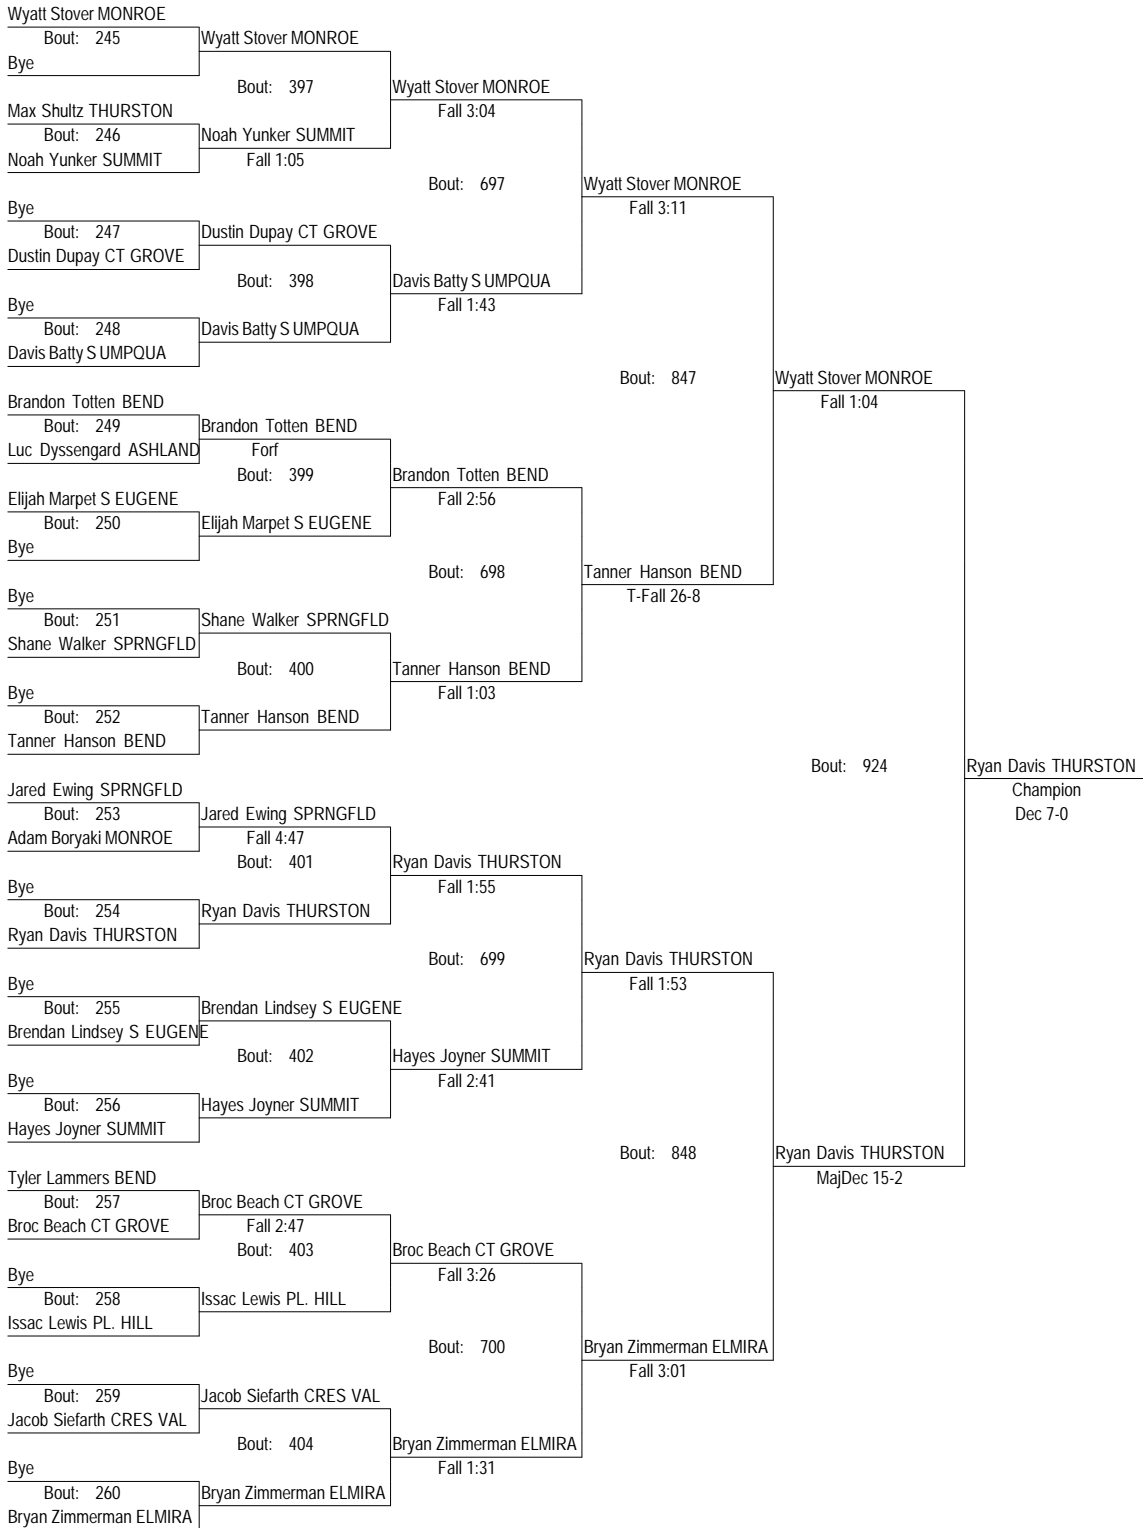 Wyatt Stover MONROE
Bout: 245 Wyatt Stover MONROE
Bye
Bout: 397 Wyatt Stover MONROE
Max Shultz THURSTON Fall 3:04
Bout: 246 Noah Yunker SUMMIT
Noah Yunker SUMMIT Fall 1:05
Bout: 697 Wyatt Stover MONROE
Bye Fall 3:11
Bout: 247 Dustin Dupay CT GROVE
Dustin Dupay CT GROVE
Bout: 398 Davis Batty S UMPQUA
Bye Fall 1:43
Bout: 248 Davis Batty S UMPQUA
Davis Batty S UMPQUA
Bout: 847 Wyatt Stover MONROE
Brandon Totten BEND Fall 1:04
Bout: 249 Brandon Totten BEND
Luc Dyssengard ASHLAND Forf
Bout: 399 Brandon Totten BEND
Elijah Marpet S EUGENE Fall 2:56
Bout: 250 Elijah Marpet S EUGENE
Bye
Bout: 698 Tanner Hanson BEND
Bye T-Fall 26-8
Bout: 251 Shane Walker SPRNGFLD
Shane Walker SPRNGFLD
Bout: 400 Tanner Hanson BEND
Bye Fall 1:03
Bout: 252 Tanner Hanson BEND
Tanner Hanson BEND
Bout: 924 Ryan Davis THURSTON
Jared Ewing SPRNGFLD Champion
Bout: 253 Jared Ewing SPRNGFLD Dec 7-0
Adam Boryaki MONROE Fall 4:47
Bout: 401 Ryan Davis THURSTON
Bye Fall 1:55
Bout: 254 Ryan Davis THURSTON
Ryan Davis THURSTON
Bout: 699 Ryan Davis THURSTON
Bye Fall 1:53
Bout: 255 Brendan Lindsey S EUGENE
Brendan Lindsey S EUGENE
Bout: 402 Hayes Joyner SUMMIT
Bye Fall 2:41
Bout: 256 Hayes Joyner SUMMIT
Hayes Joyner SUMMIT
Bout: 848 Ryan Davis THURSTON
Tyler Lammers BEND MajDec 15-2
Bout: 257 Broc Beach CT GROVE
Broc Beach CT GROVE Fall 2:47
Bout: 403 Broc Beach CT GROVE
Bye Fall 3:26
Bout: 258 Issac Lewis PL. HILL
Issac Lewis PL. HILL
Bout: 700 Bryan Zimmerman ELMIRA
Bye Fall 3:01
Bout: 259 Jacob Siefarth CRES VAL
Jacob Siefarth CRES VAL
Bout: 404 Bryan Zimmerman ELMIRA
Bye Fall 1:31
Bout: 260 Bryan Zimmerman ELMIRA
Bryan Zimmerman ELMIRA